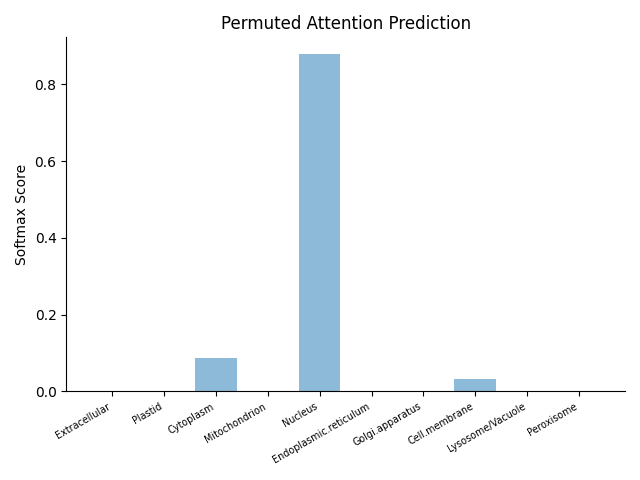 Permuted Attention Prediction
Softmax Score
0.8
0.6
0.4
0.2
0.0
Extracellular
Plastid
Cytoplasm
Mitochondrion
Nucleus
Endoplasmic.reticulum
Golgi.apparatus
Cell.membrane
Lysosome/Vacuole
Peroxisome